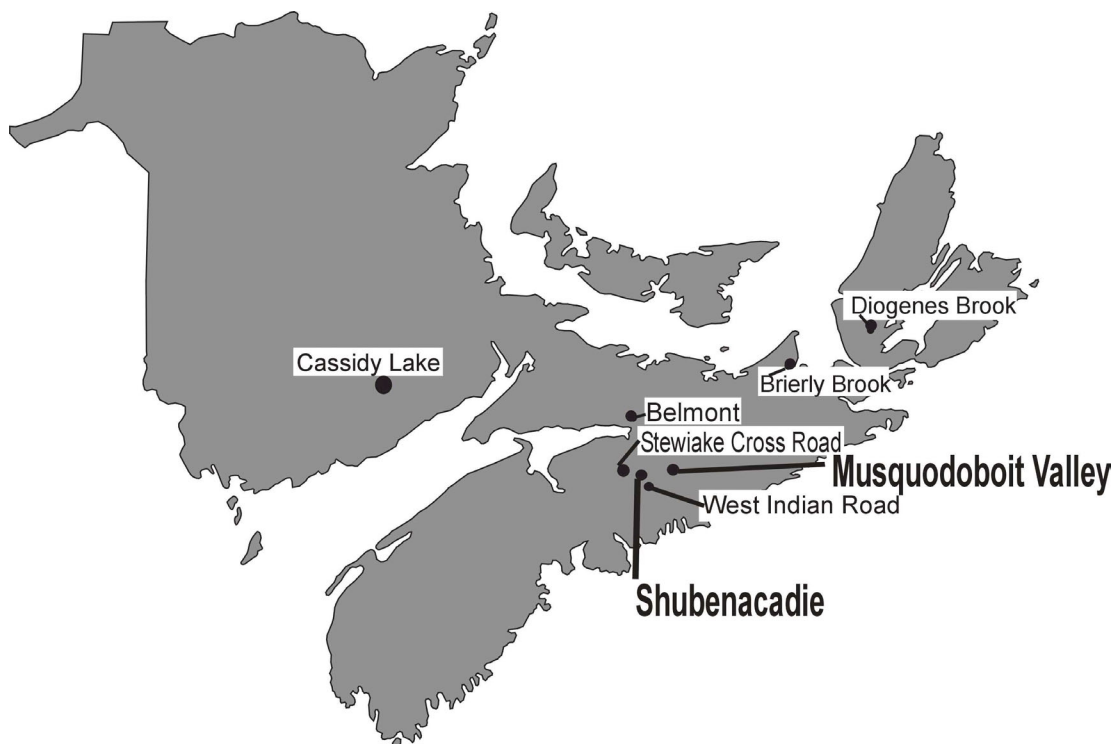 Diogenes Brook
Cassidy Lake
Brierly Brook
Belmont
Stewiake Cross Road
Musquodoboit Valley
West Indian Road
Shubenacadie